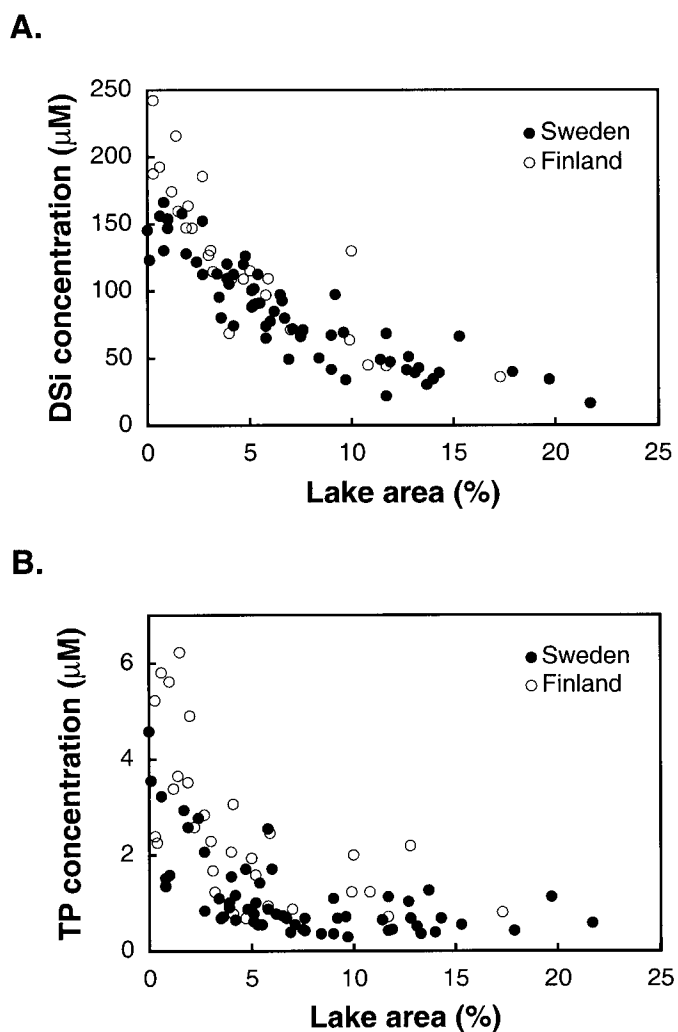 A.
DSi concentration (μM)
250
200
150
100
50
0
Sweden
Finland
0 5 10 15 20 25
Lake area (%)
B.
TP concentration (μM)
6
4
2
0
Sweden
Finland
0 5 10 15 20 25
Lake area (%)